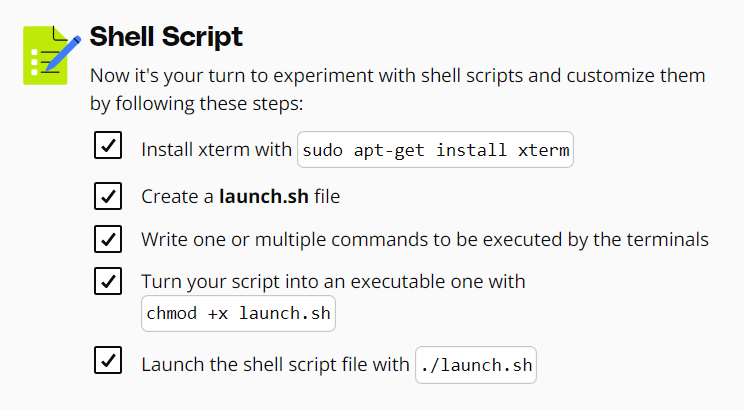 Shell Script
Now it's your turn to experiment with shell scripts and customize them
by following these steps:
Install xterm with sudo apt-get install xterm
Create a launch.sh file
Write one or multiple commands to be executed by the terminals
Turn your script into an executable one with
chmod +x launch.sh
Launch the shell script file with ./launch.sh